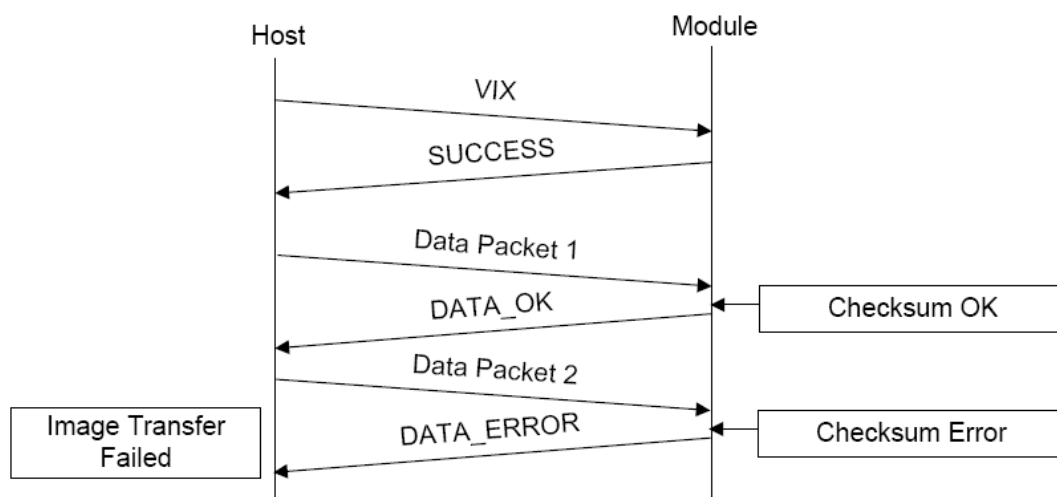 Host
Module
VIX
SUCCESS
Data Packet 1
DATA_OK
Checksum OK
Data Packet 2
DATA_ERROR
Checksum Error
Image Transfer
Failed